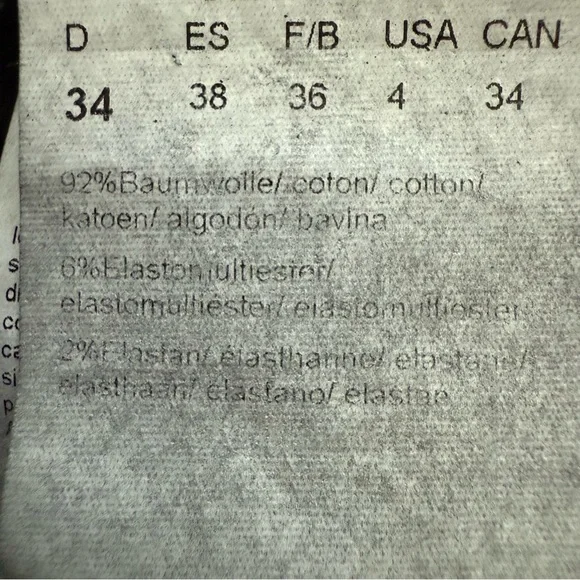 D ES F/B USA CAN
34 38 36 4 34
92%Baumwolle/ coton/ cotton/
katoen/ algodón/ bavlna
6%Elastomultiester/
elastomultiéster/ elastomultiester
2%Elastan/ élasthanne/ elastane/
elasthaan/ elastano/ elastan